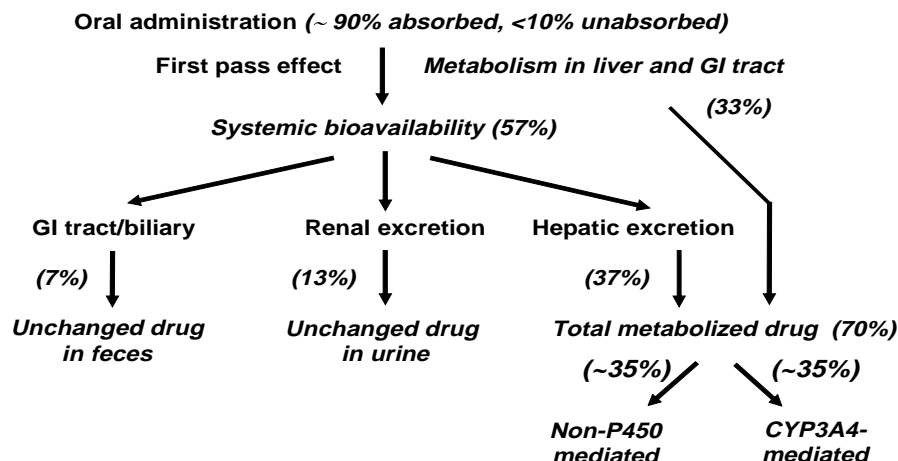 Oral administration (~ 90% absorbed, <10% unabsorbed)
First pass effect
Metabolism in liver and GI tract
(33%)
Systemic bioavailability (57%)
GI tract/biliary
Renal excretion
Hepatic excretion
(7%)
(13%)
(37%)
Unchanged drug
in feces
Unchanged drug
in urine
Total metabolized drug (70%)
(~35%)
(~35%)
Non-P450
mediated
CYP3A4-
mediated